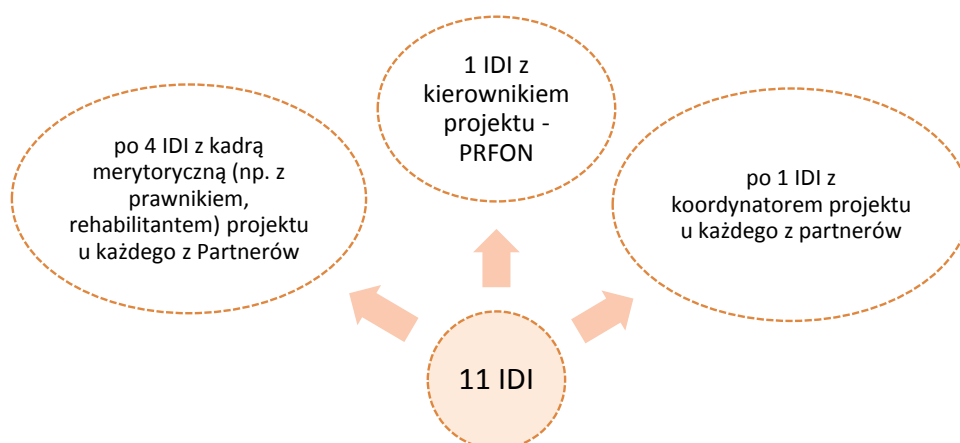 po 4 IDI z kadrą
merytoryczną (np. z
prawnikiem,
rehabilitantem) projektu
u każdego z Partnerów
1 IDI z
kierownikiem
projektu -
PRFON
po 1 IDI z
koordynatorem projektu
u każdego z partnerów
11 IDI